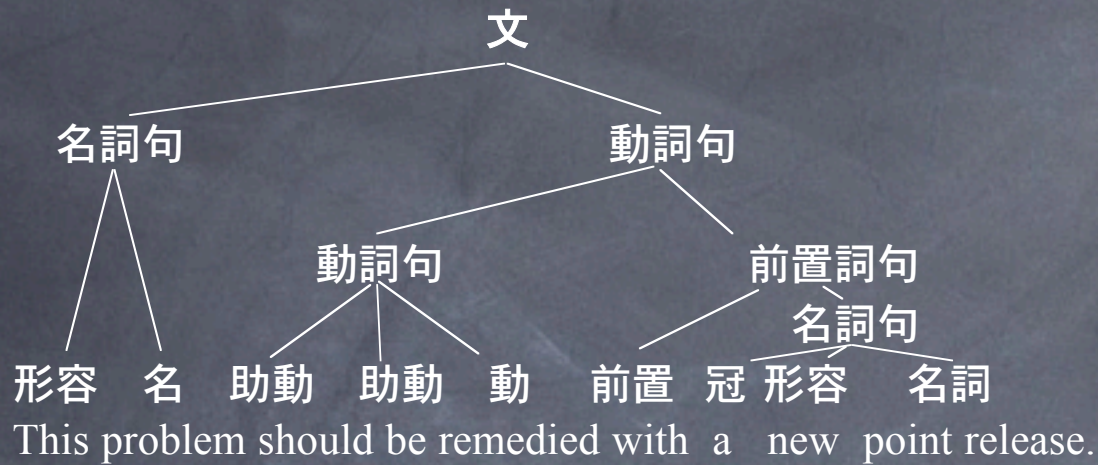 文
名詞句 動詞句
動詞句 前置詞句
名詞句
形容 名 助動 助動 動 前置 冠 形容 名詞
This problem should be remedied with a new point release.